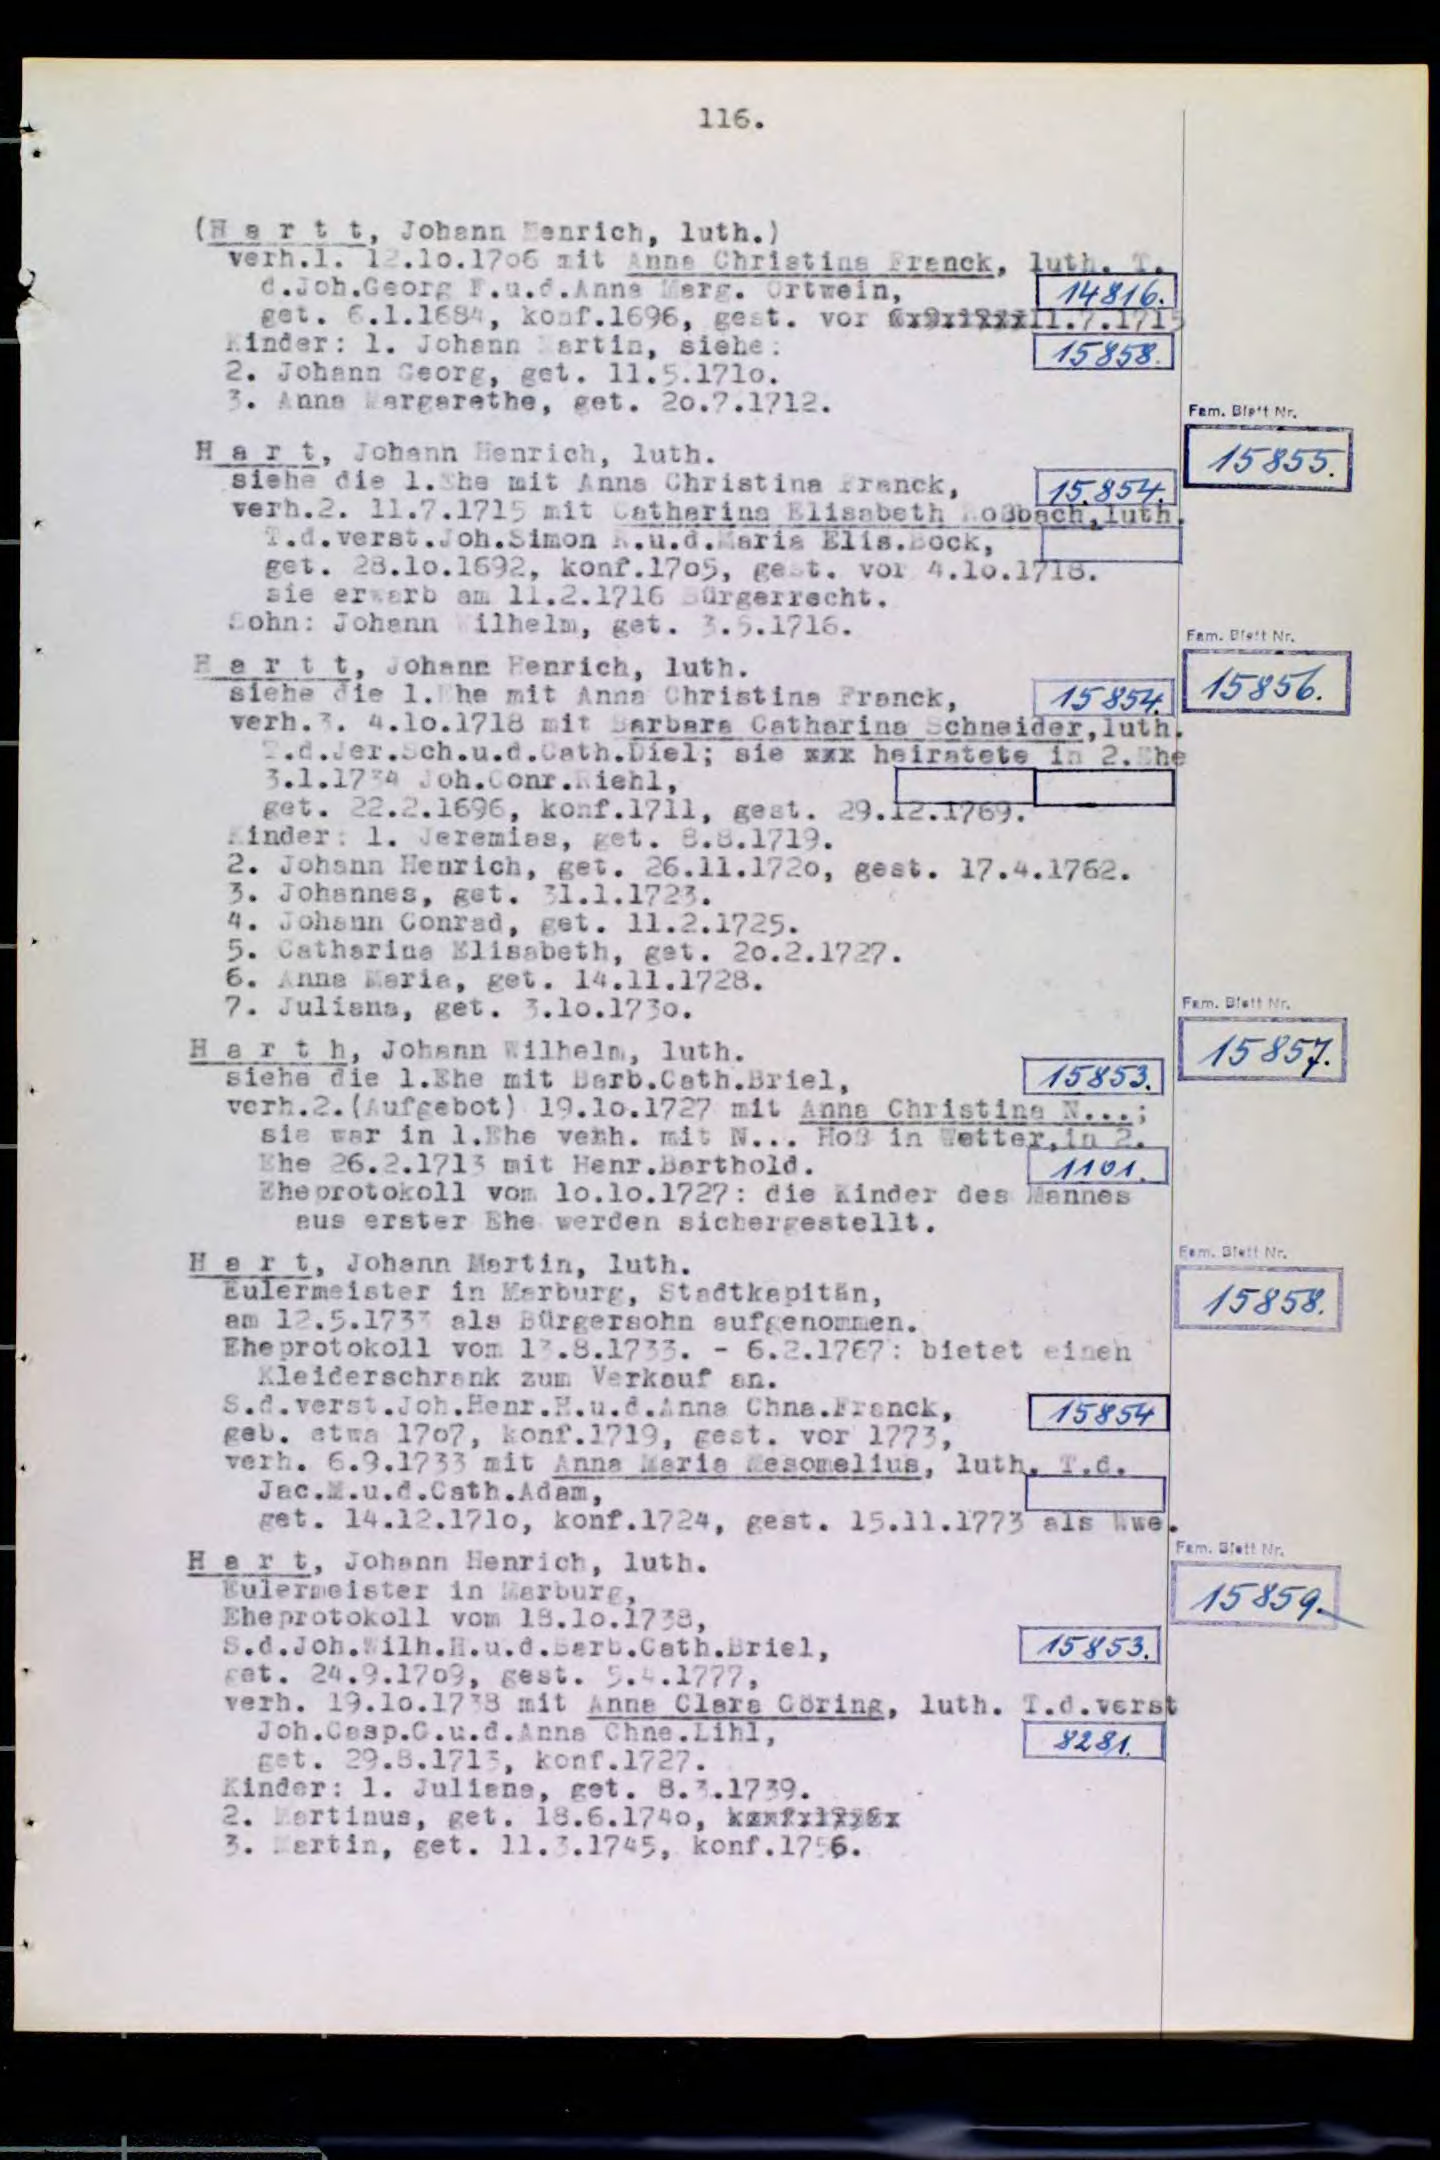 116.
(H a r t t, Johann Henrich, luth.)
verh.1. 12.1o.17o6 mit Anna Christina Franck, luth. T.
d.Joh.Georg F.u.d.Anna Marg. Ortwein,
14816.
get. 6.1.1684, konf.1696, gest. vor 11.7.1715
Kinder: 1. Johann Martin, siehe:
15858.
2. Johann Georg, get. 11.5.171o.
3. Anna Margarethe, get. 2o.7.1712.
Fam. Blatt Nr.
15855.
H a r t, Johann Henrich, luth.
siehe die 1.Ehe mit Anna Christina Franck,
15.854.
verh.2. 11.7.1715 mit Catharina Elisabeth Roßbach,luth.
T.d.verst.Joh.Simon R.u.d.Maria Elis.Bock,
get. 28.1o.1692, konf.17o5, gest. vor 4.1o.1718.
sie erwarb am 11.2.1716 Bürgerrecht.
Sohn: Johann Wilhelm, get. 3.5.1716.
Fam. Blatt Nr.
15856.
H a r t t, Johann Henrich, luth.
siehe die 1.Ehe mit Anna Christina Franck,
15854.
verh.3. 4.1o.1718 mit Barbara Catharina Schneider,luth.
T.d.Jer.Sch.u.d.Cath.Diel; sie xxx heiratete in 2.Ehe
3.1.1734 Joh.Conr.Riehl,
get. 22.2.1696, konf.1711, gest. 29.12.1769.
Kinder: 1. Jeremias, get. 8.8.1719.
2. Johann Henrich, get. 26.11.172o, gest. 17.4.1762.
3. Johannes, get. 31.1.1723.
4. Johann Conrad, get. 11.2.1725.
5. Catharina Elisabeth, get. 2o.2.1727.
6. Anna Maria, get. 14.11.1728.
7. Juliana, get. 3.1o.173o.
Fam. Blatt Nr.
15857.
H a r t h, Johann Wilhelm, luth.
siehe die 1.Ehe mit Barb.Cath.Briel,
15853.
verh.2.(Aufgebot) 19.1o.1727 mit Anna Christina N...;
sie war in 1.Ehe verh. mit N... Hoß in Wetter,in 2.
Ehe 26.2.1713 mit Henr.Barthold.
1101.
Eheprotokoll vom 1o.1o.1727: die Kinder des Mannes
aus erster Ehe werden sichergestellt.
Fam. Blatt Nr.
15858.
H a r t, Johann Martin, luth.
Eulermeister in Marburg, Stadtkapitän,
am 12.5.1733 als Bürgersohn aufgenommen.
Eheprotokoll vom 13.8.1733. - 6.2.1767: bietet einen
Kleiderschrank zum Verkauf an.
S.d.verst.Joh.Henr.H.u.d.Anna Chna.Franck,
15854
geb. etwa 17o7, konf.1719, gest. vor 1773,
verh. 6.9.1733 mit Anna Maria Mesomelius, luth. T.d.
Jac.M.u.d.Cath.Adam,
get. 14.12.171o, konf.1724, gest. 15.11.1773 als Wwe.
Fam. Blatt Nr.
15859.
H a r t, Johann Henrich, luth.
Eulermeister in Marburg,
Eheprotokoll vom 18.1o.1738,
S.d.Joh.Wilh.H.u.d.Barb.Cath.Briel,
15853.
get. 24.9.17o9, gest. 5.4.1777,
verh. 19.1o.1738 mit Anna Clara Göring, luth. T.d.verst
Joh.Casp.G.u.d.Anna Chne.Lihl,
8281.
get. 29.8.1713, konf.1727.
Kinder: 1. Juliana, get. 8.3.1739.
2. Martinus, get. 18.6.174o,
3. Martin, get. 11.3.1745, konf.1756.